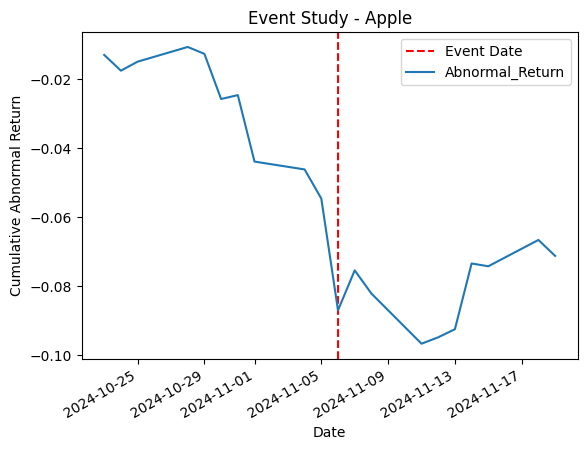 Event Study - Apple
Event Date
Abnormal_Return
Cumulative Abnormal Return
−0.02
−0.04
−0.06
−0.08
−0.10
2024-10-25
2024-10-29
2024-11-01
2024-11-05
2024-11-09
2024-11-13
2024-11-17
Date